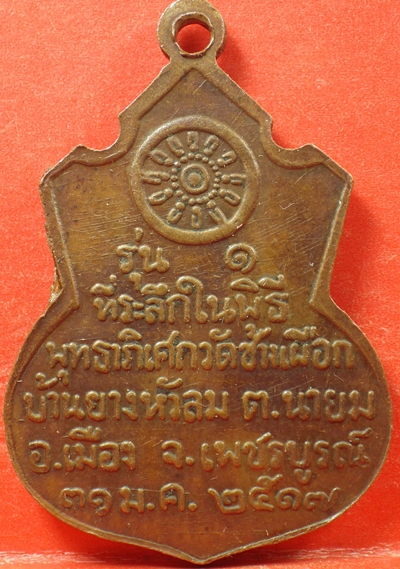 รุ่น ๑
ที่ระลึกในพิธี
พุทธาภิเศกวัดช้างเผือก
บ้านยางหัวลม ต.นายม
อ.เมือง จ.เพชรบูรณ์
๓๑ ม.ค. ๒๕๑๗